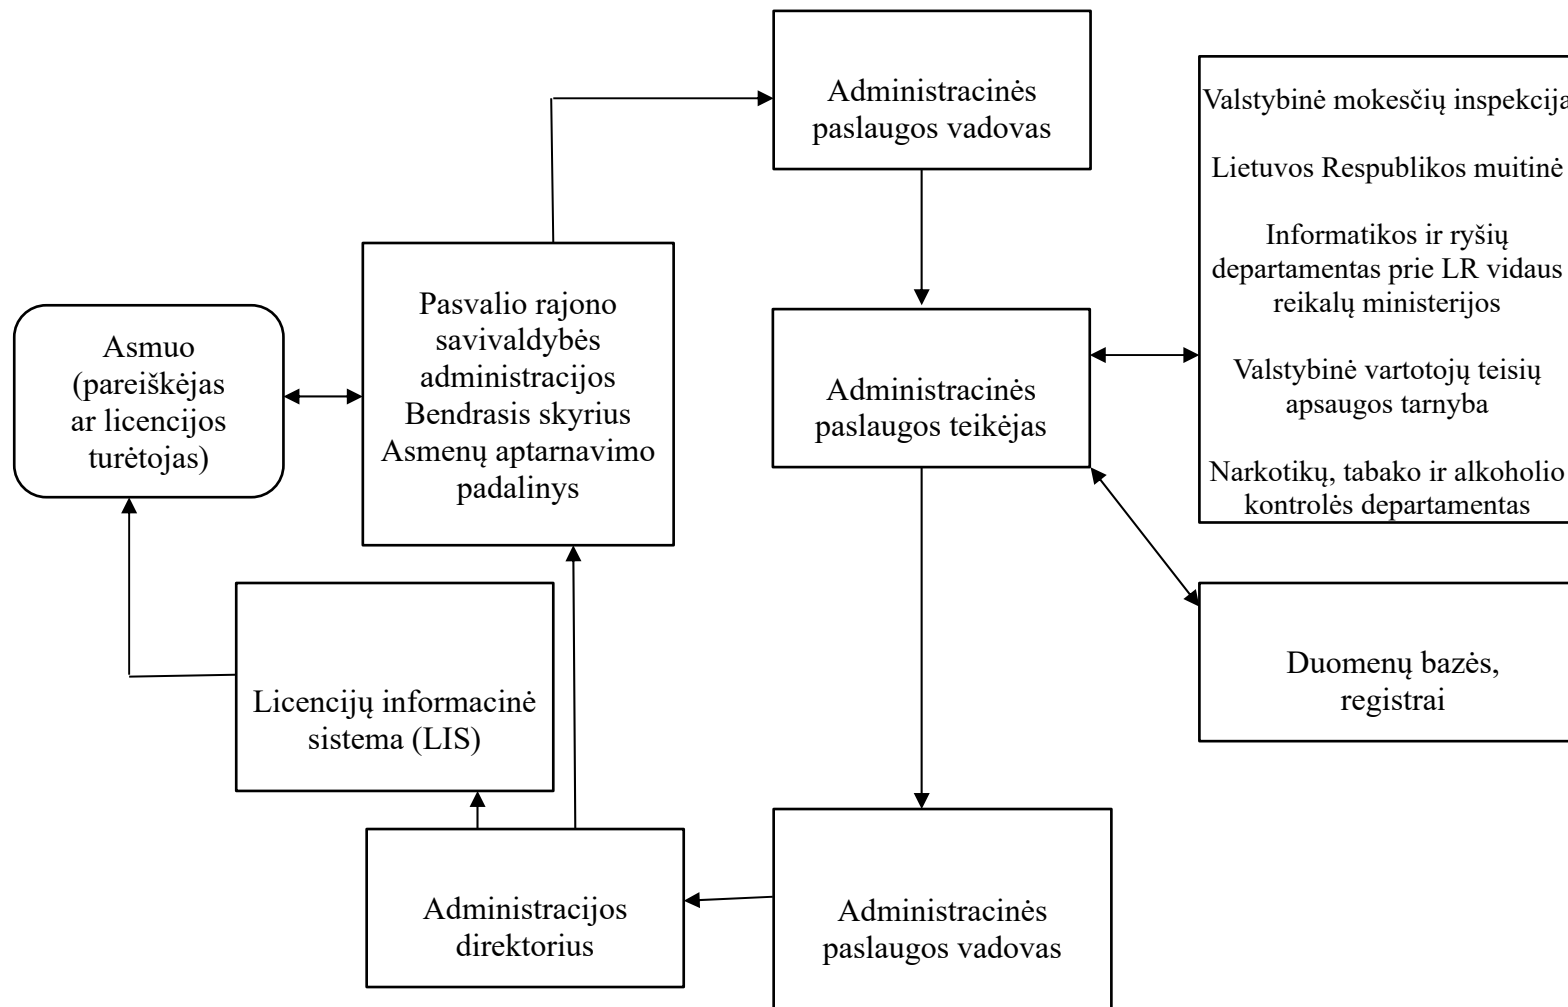 Administracinės
paslaugos vadovas
Valstybinė mokesčių inspekcija
Lietuvos Respublikos muitinė
Informatikos ir ryšių
departamentas prie LR vidaus
reikalų ministerijos
Valstybinė vartotojų teisių
apsaugos tarnyba
Narkotikų, tabako ir alkoholio
kontrolės departamentas
Pasvalio rajono
savivaldybės
administracijos
Bendrasis skyrius
Asmenų aptarnavimo
padalinys
Asmuo
(pareiškėjas
ar licencijos
turėtojas)
Administracinės
paslaugos teikėjas
Licencijų informacinė
sistema (LIS)
Duomenų bazės,
registrai
Administracijos
direktorius
Administracinės
paslaugos vadovas